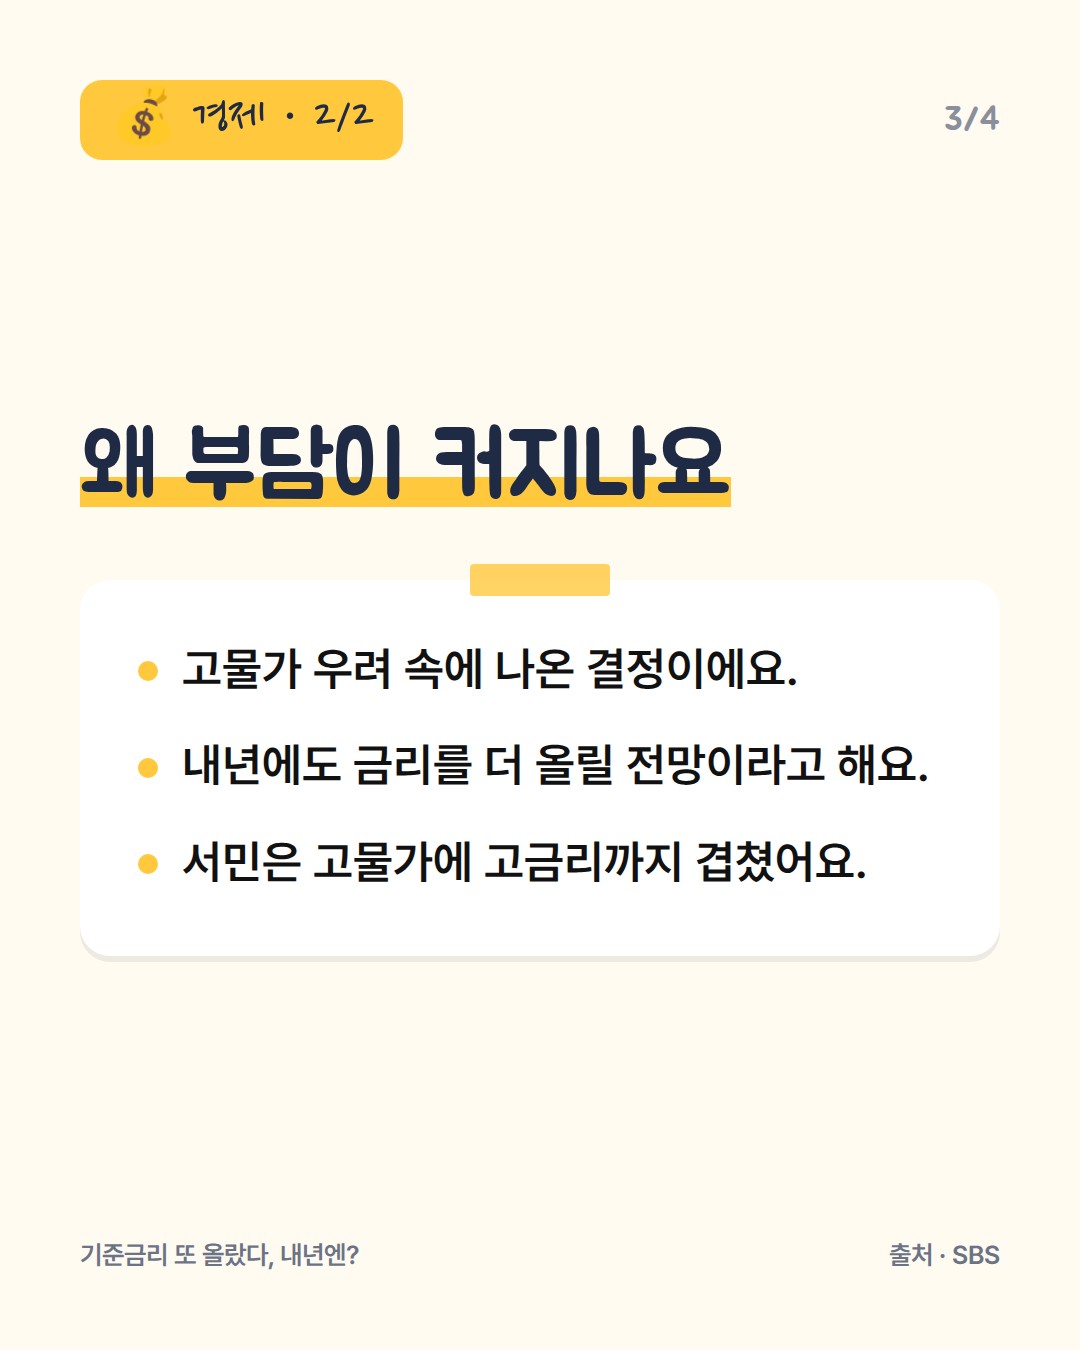 💰 경제 · 2/2
3/4
왜 부담이 커지나요
고물가 우려 속에 나온 결정이에요.
내년에도 금리를 더 올릴 전망이라고 해요.
서민은 고물가에 고금리까지 겹쳤어요.
기준금리 또 올랐다, 내년엔?
출처 · SBS